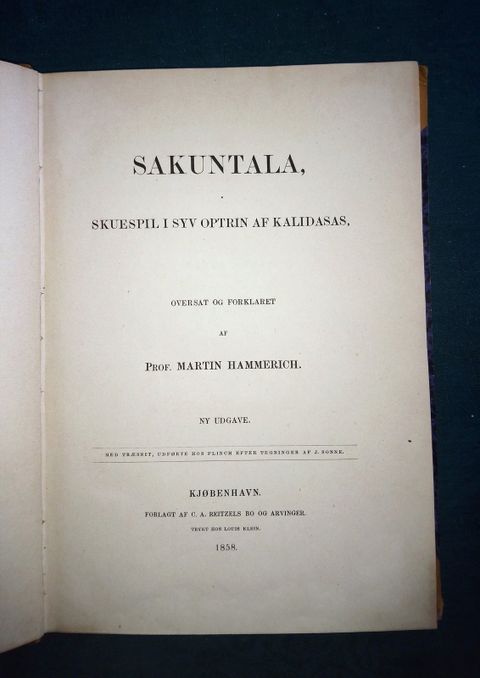 SAKUNTALA,
SKUESPIL I SYV OPTRIN AF KALIDASAS,
OVERSAT OG FORKLARET
AF
PROF. MARTIN HAMMERICH.
NY UDGAVE.
MED TRÆSNIT, UDFØRTE HOS FLINCH EFTER TEGNINGER AF J. SONNE.
KJØBENHAVN.
FORLAGT AF C. A. REITZELS BO OG ARVINGER.
TRYKT HOS LOUIS KLEIN.
1858.